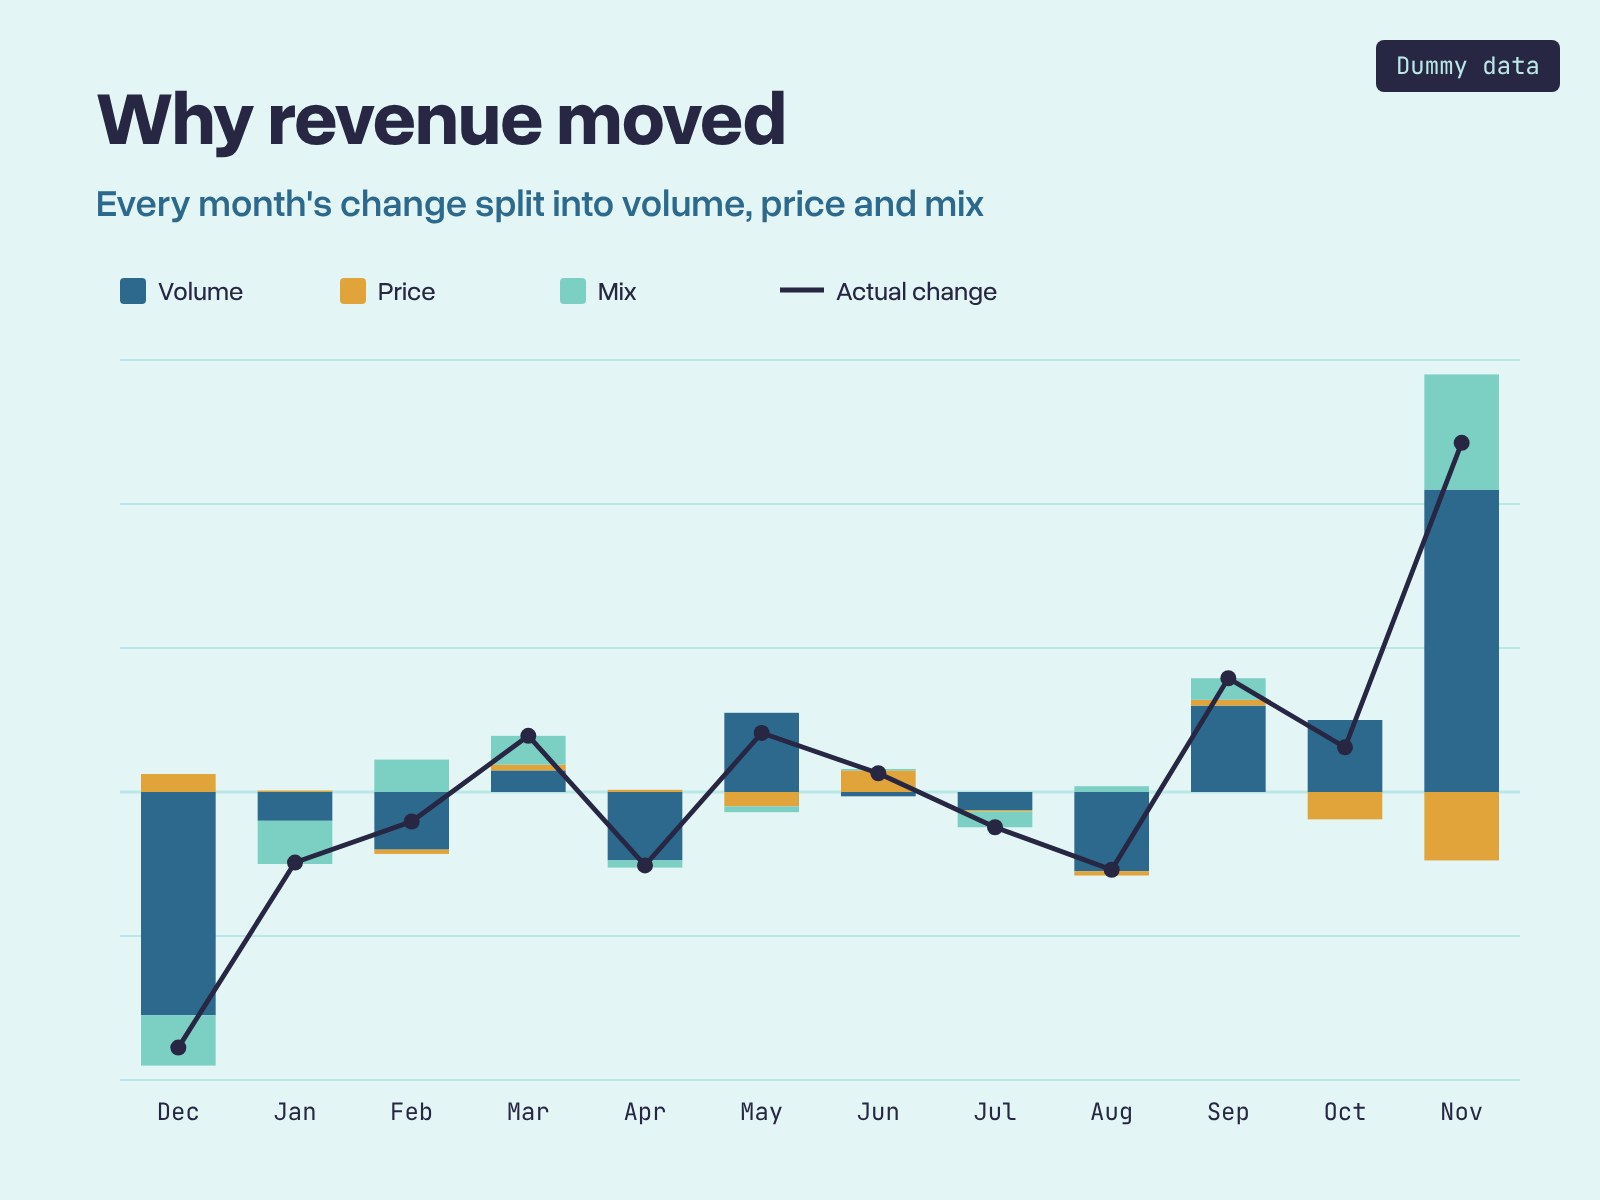 Dummy data
Why revenue moved
Every month's change split into volume, price and mix
Volume Price Mix Actual change
Dec Jan Feb Mar Apr May Jun Jul Aug Sep Oct Nov